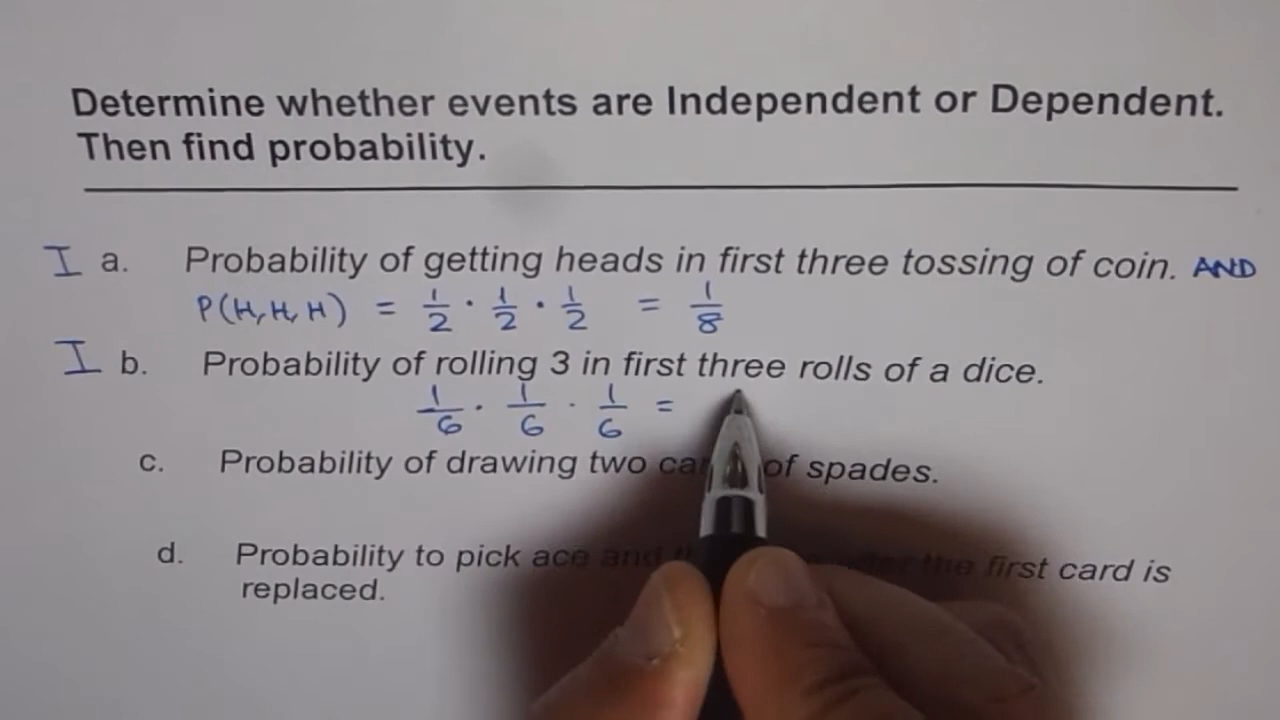 Determine whether events are Independent or Dependent.
Then find probability.
I a. Probability of getting heads in first three tossing of coin. AND
P(H, H, H) = 1/2 · 1/2 · 1/2 = 1/8
I b. Probability of rolling 3 in first three rolls of a dice.
1/6 · 1/6 · 1/6 =
c. Probability of drawing two of spades.
d. Probability to pick ace and the first card is
replaced.